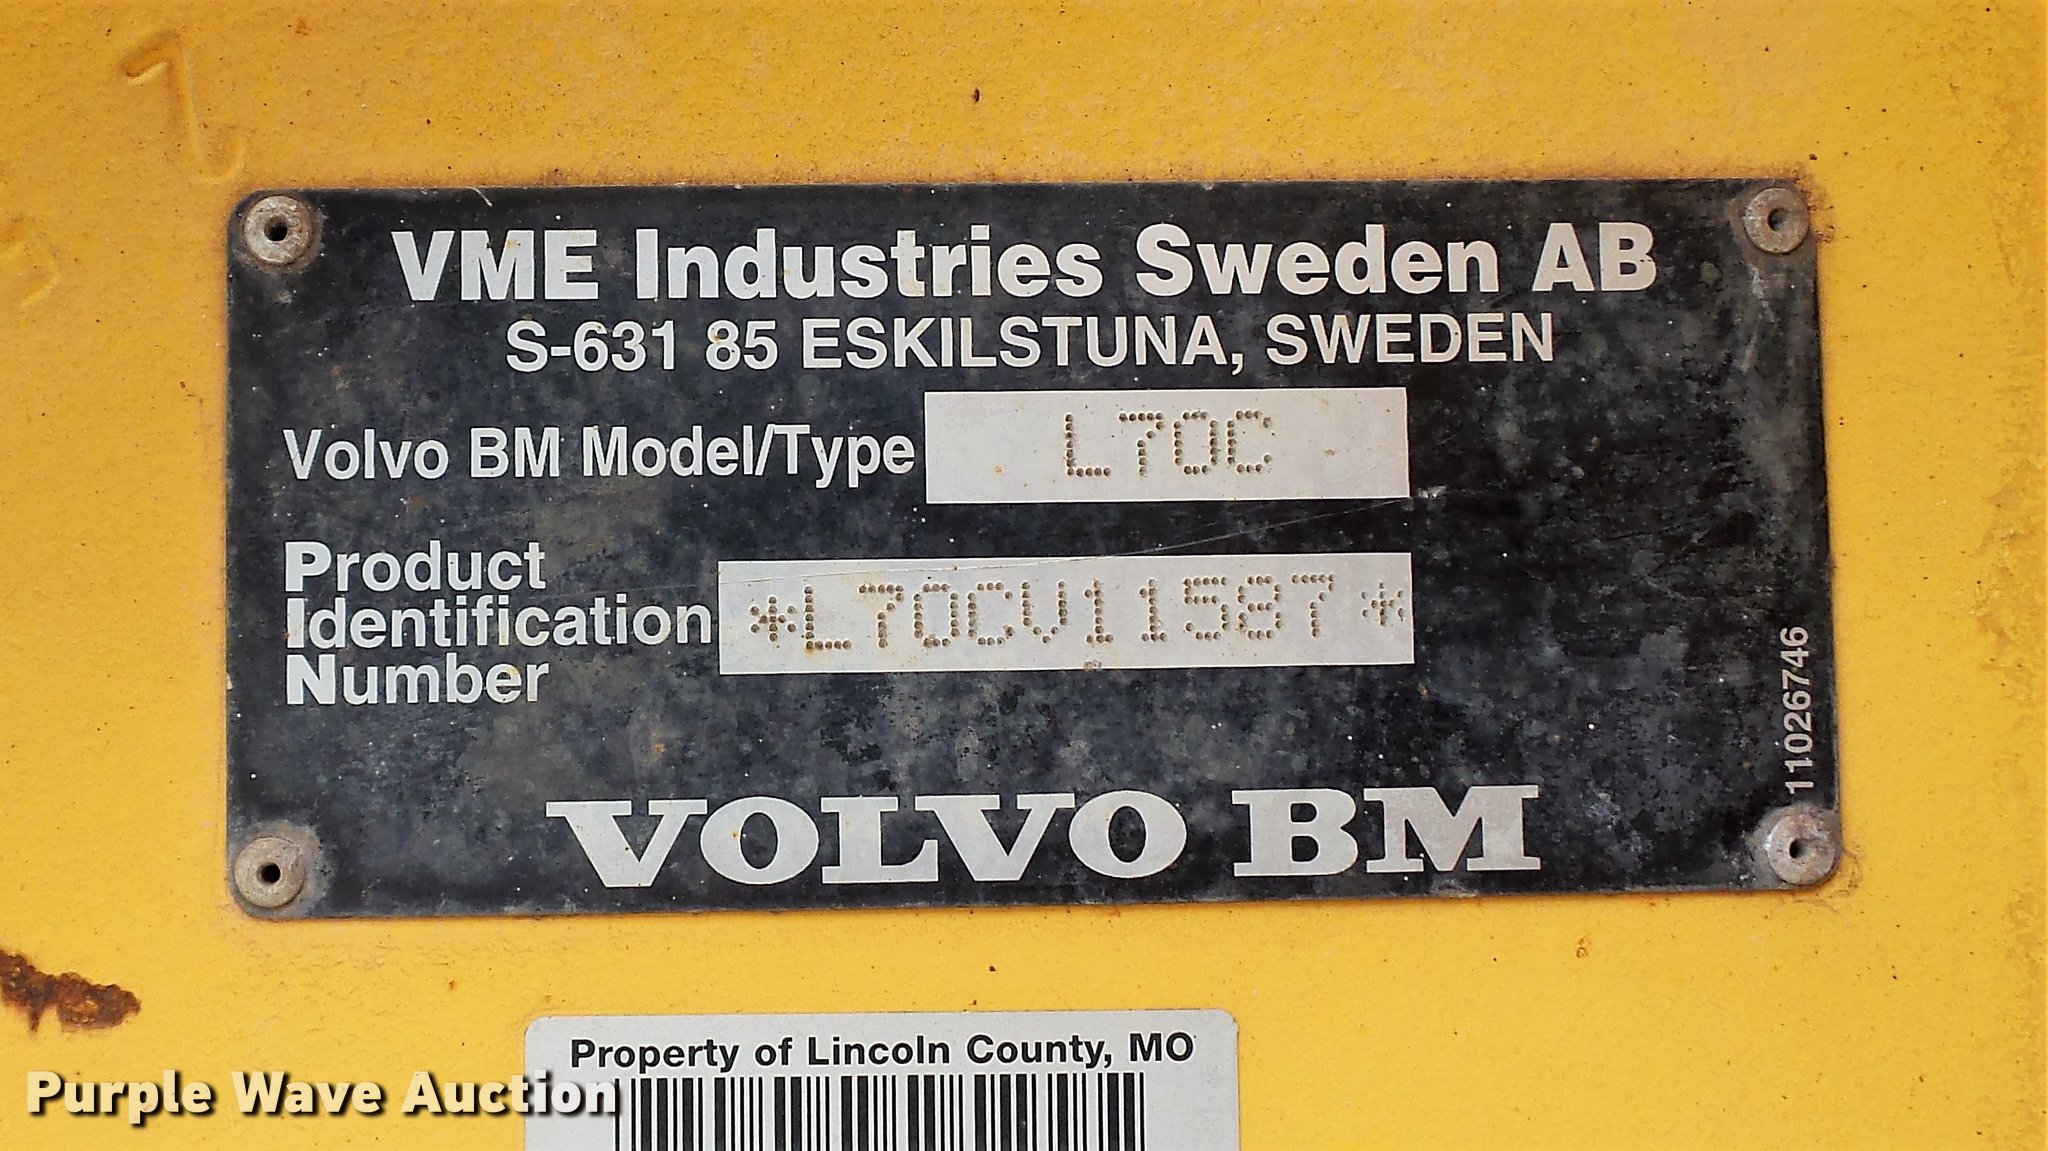 VME Industries Sweden AB
S-631 85 ESKILSTUNA, SWEDEN
Volvo BM Model/Type L70C
Product
Identification
Number
*L70CV11587*
11026746
VOLVO BM
Property of Lincoln County, MO
Purple Wave Auction